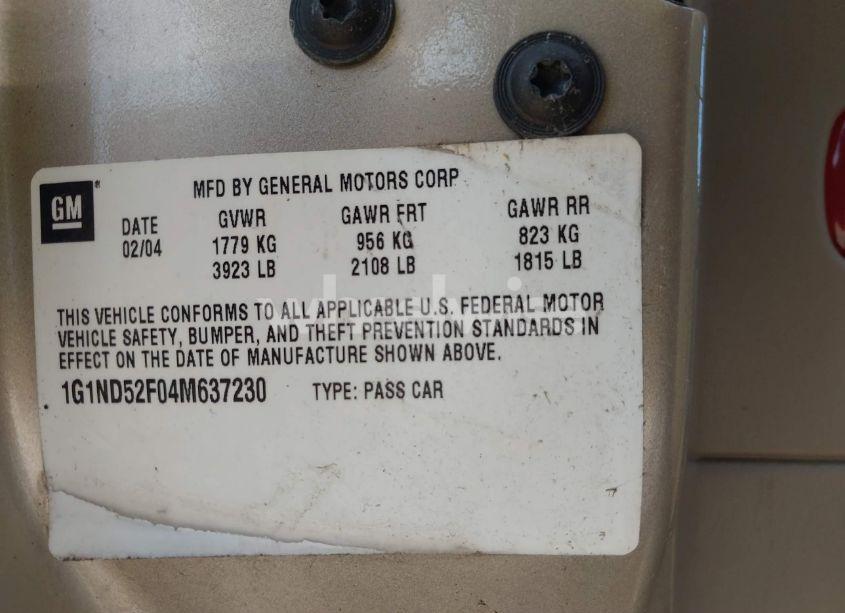 GM
MFD BY GENERAL MOTORS CORP
DATE GVWR GAWR FRT GAWR RR
02/04 1779 KG 956 KG 823 KG
3923 LB 2108 LB 1815 LB
THIS VEHICLE CONFORMS TO ALL APPLICABLE U.S. FEDERAL MOTOR
VEHICLE SAFETY, BUMPER, AND THEFT PREVENTION STANDARDS IN
EFFECT ON THE DATE OF MANUFACTURE SHOWN ABOVE.
1G1ND52F04M637230 TYPE: PASS CAR